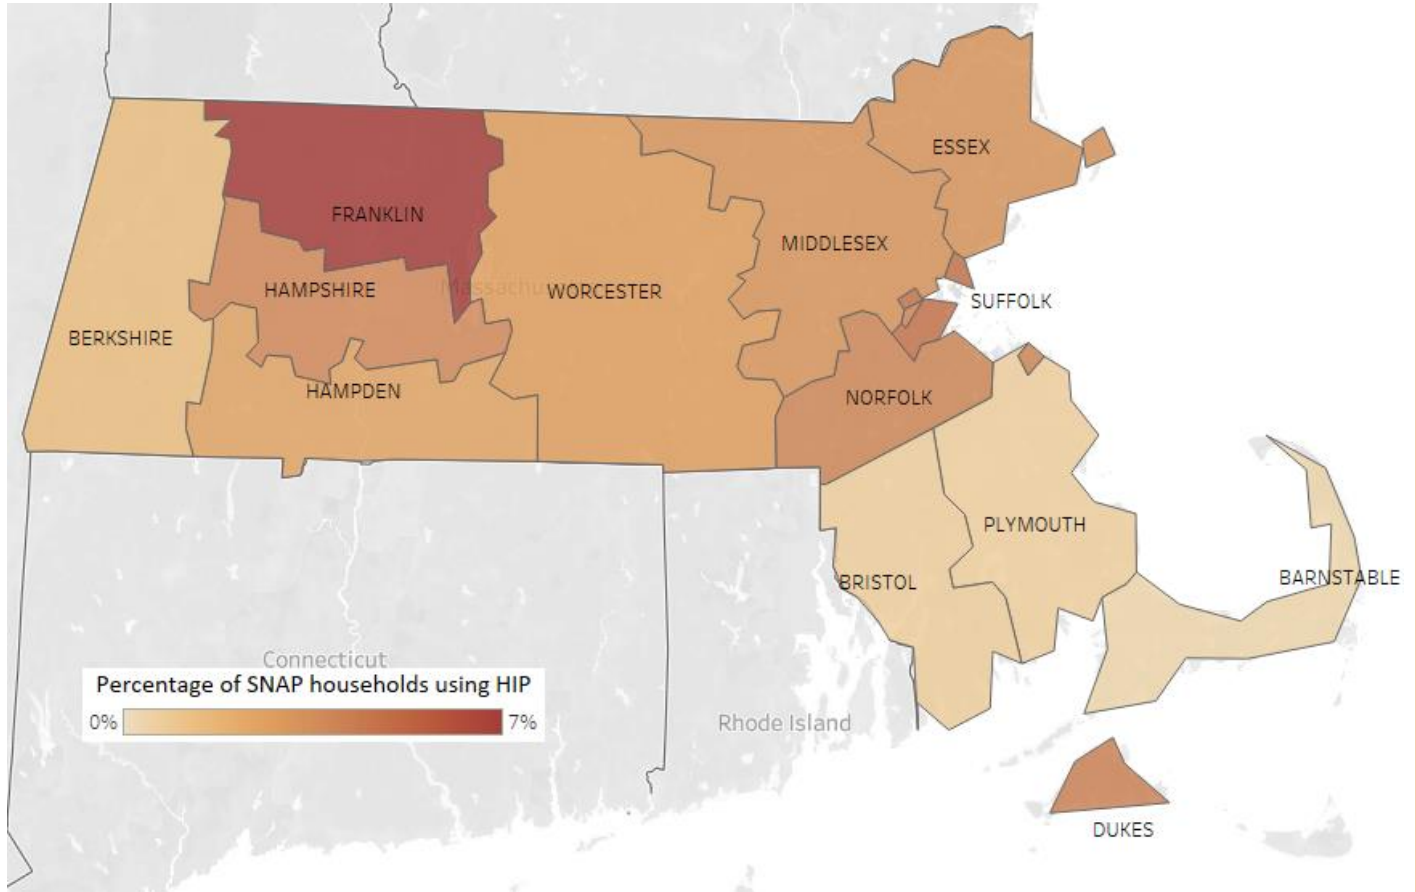 ESSEX
FRANKLIN
MIDDLESEX
HAMPSHIRE
Massachu
WORCESTER
SUFFOLK
BERKSHIRE
HAMPDEN
NORFOLK
PLYMOUTH
BRISTOL
BARNSTABLE
Connecticut
Percentage of SNAP households using HIP
0% 7%
Rhode Island
DUKES